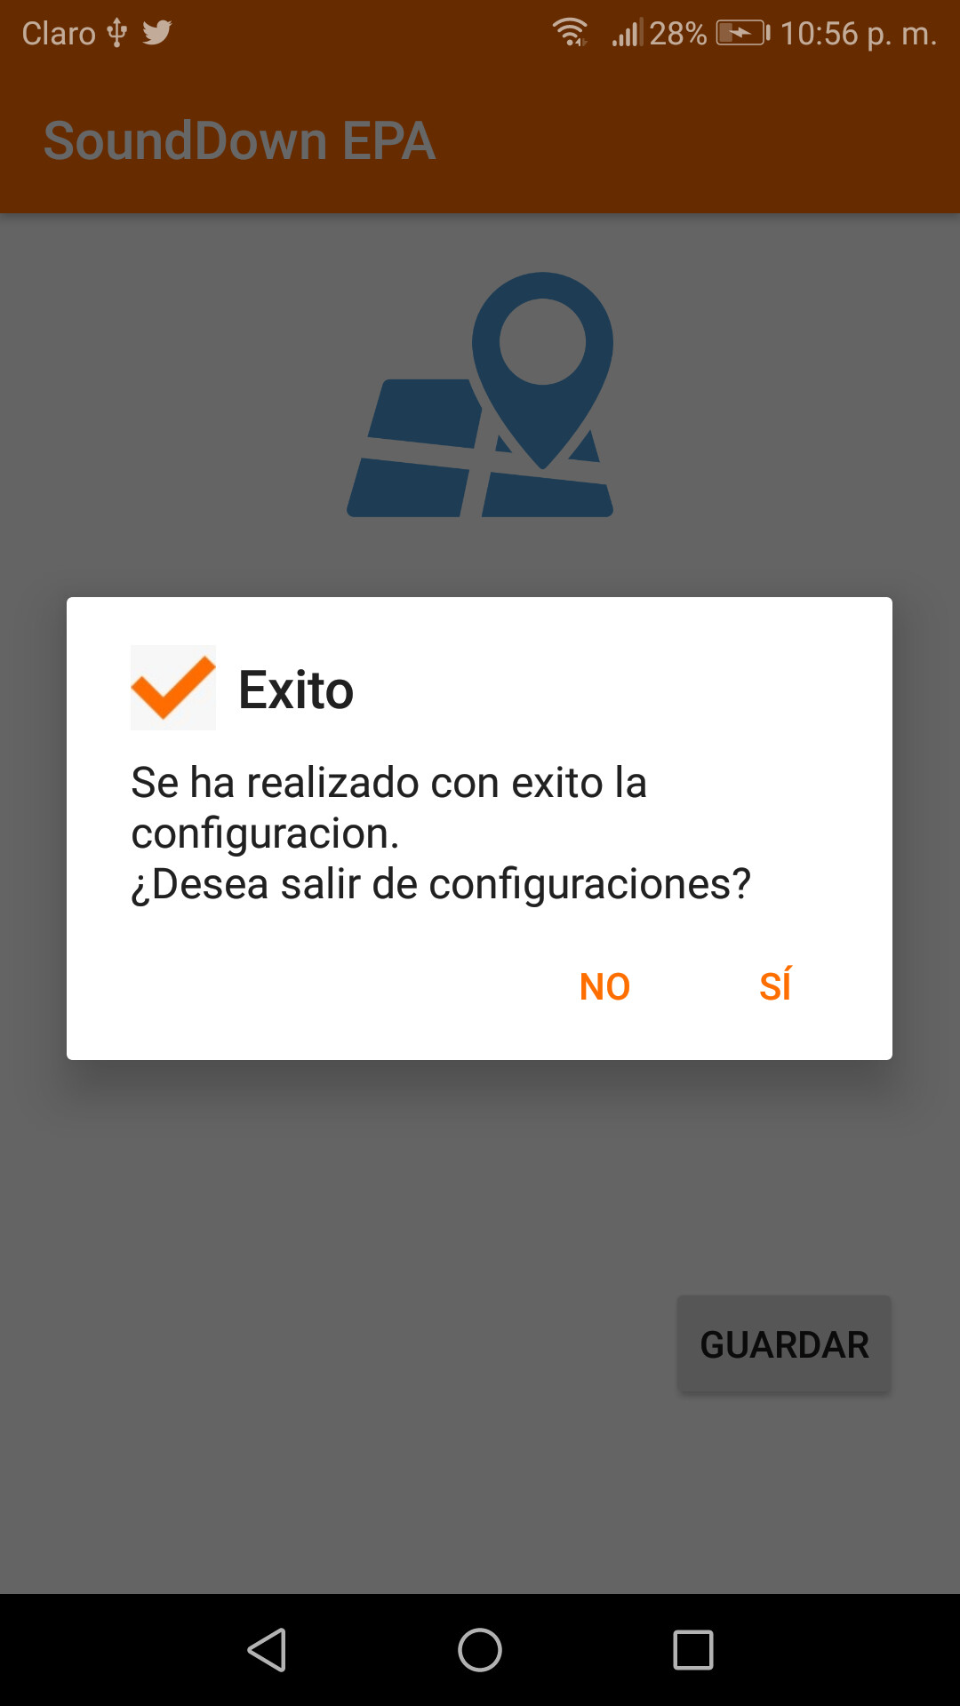 Claro 28% 10:56 p. m.
SoundDown EPA
Exito
Se ha realizado con exito la
configuracion.
¿Desea salir de configuraciones?
NO SÍ
GUARDAR